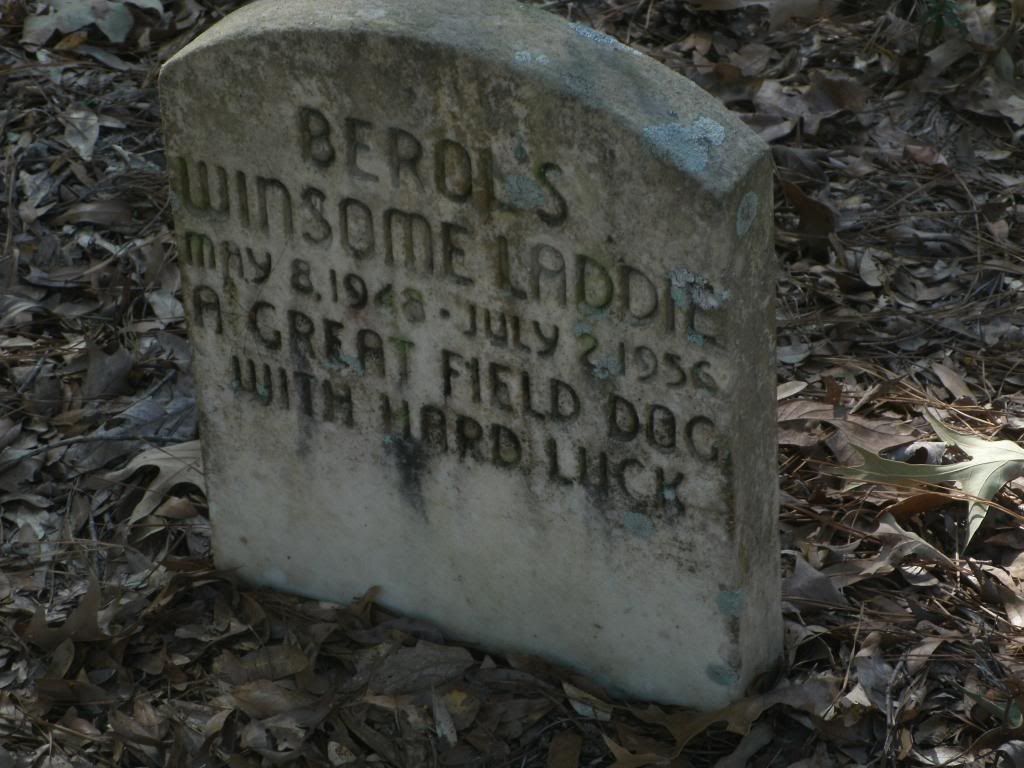 BEROL'S
WINSOME LADDIE
MAY 8, 1948 · JULY 2, 1956
A GREAT FIELD DOG,
WITH HARD LUCK